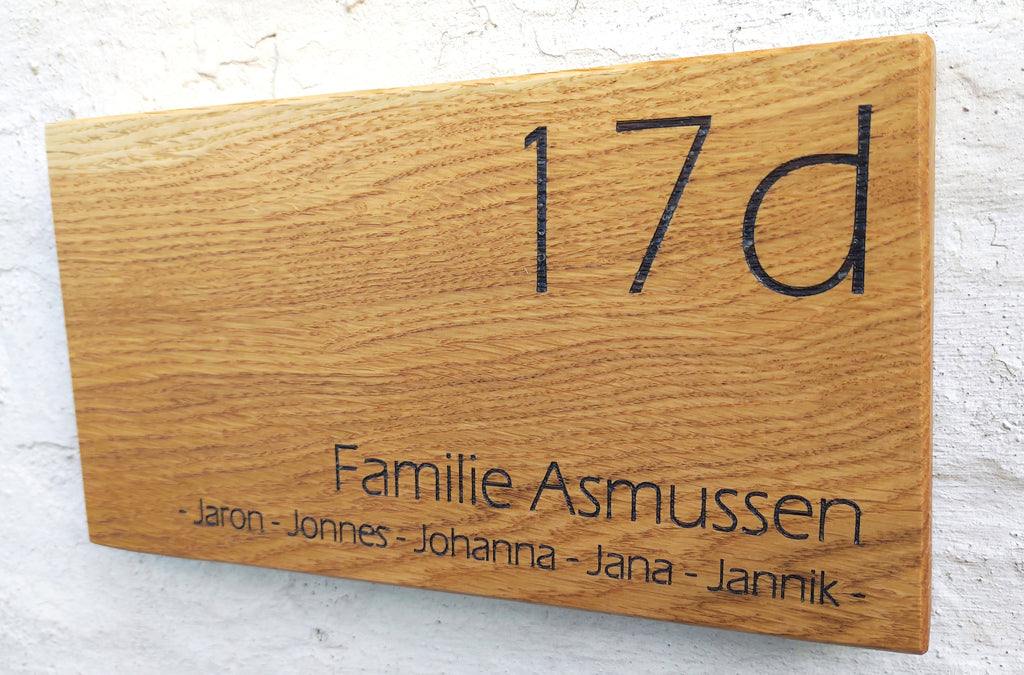 17d
Familie Asmussen
- Jaron - Jonnes - Johanna - Jana - Jannik -